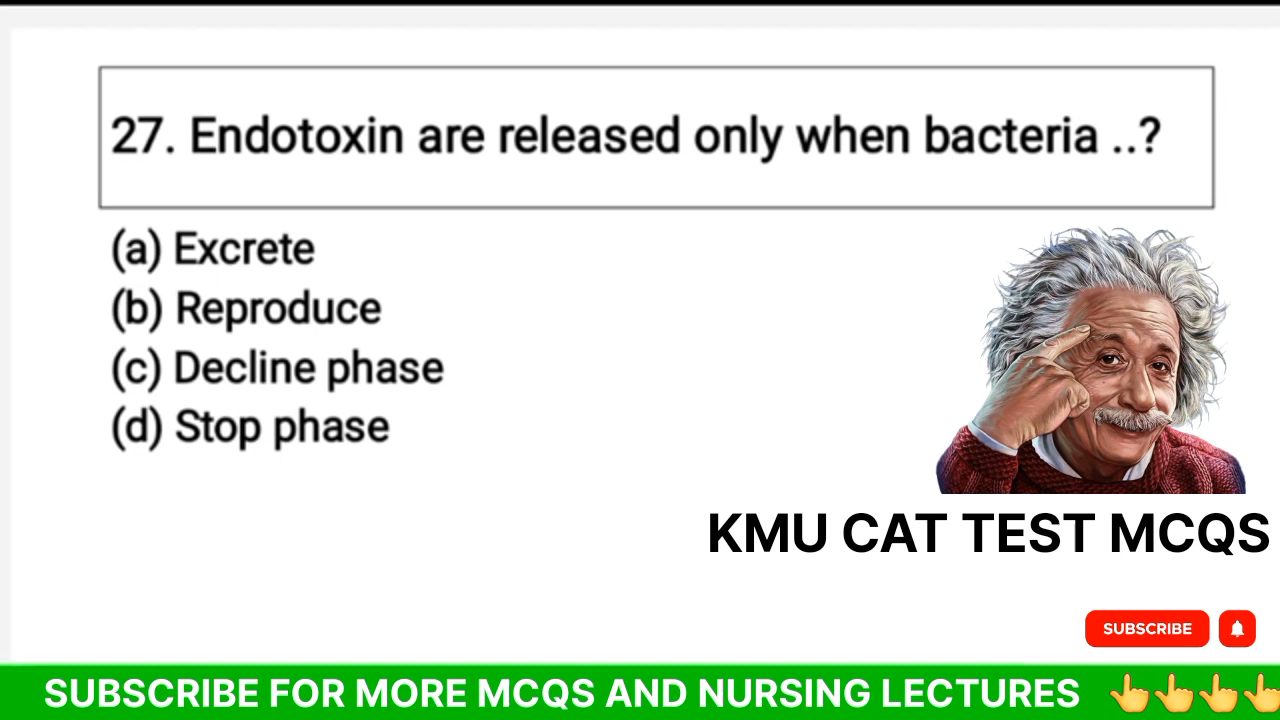 27. Endotoxin are released only when bacteria ..?
(a) Excrete
(b) Reproduce
(c) Decline phase
(d) Stop phase
KMU CAT TEST MCQS
SUBSCRIBE
SUBSCRIBE FOR MORE MCQS AND NURSING LECTURES 👆👆👆👆